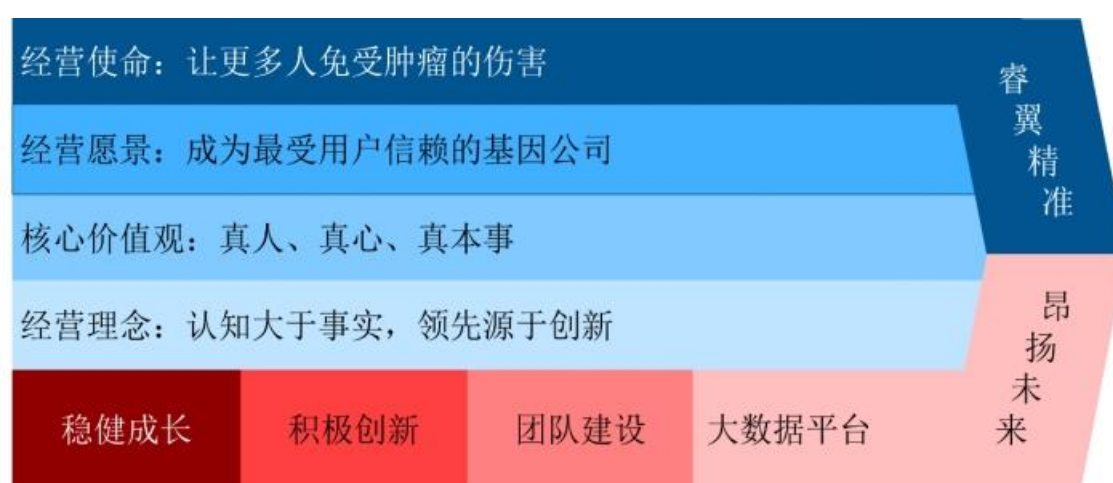 经营使命：让更多人免受肿瘤的伤害
经营愿景：成为最受用户信赖的基因公司
核心价值观：真人、真心、真本事
经营理念：认知大于事实，领先源于创新
睿翼精准
昂扬未来
稳健成长
积极创新
团队建设
大数据平台